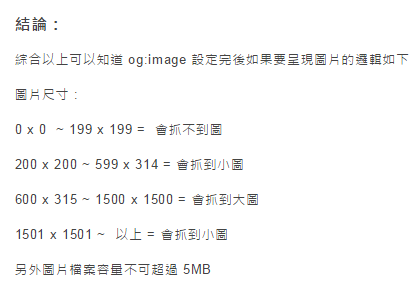 結論：
綜合以上可以知道 og:image 設定完後如果要呈現圖片的邏輯如下
圖片尺寸：
0 x 0 ~ 199 x 199 = 會抓不到圖
200 x 200 ~ 599 x 314 = 會抓到小圖
600 x 315 ~ 1500 x 1500 = 會抓到大圖
1501 x 1501 ~ 以上 = 會抓到小圖
另外圖片檔案容量不可超過 5MB